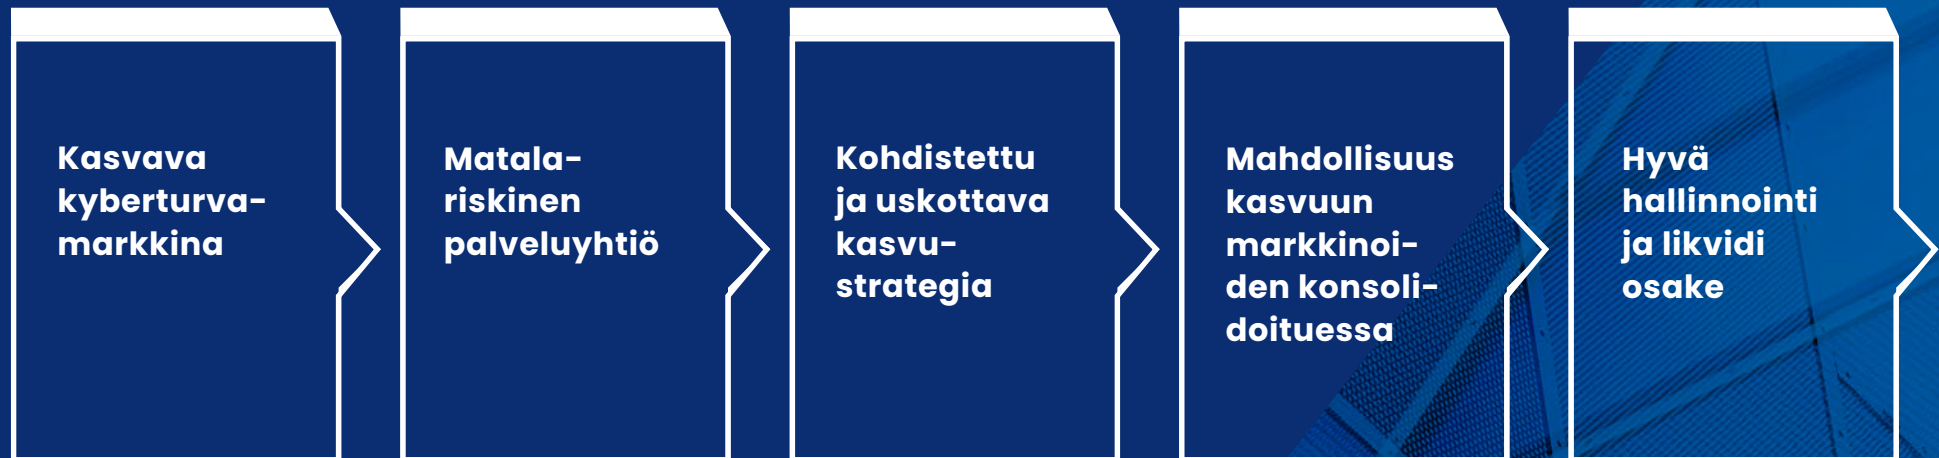 Kasvava
kyberturva-
markkina
Matala-
riskinen
palveluyhtiö
Kohdistettu
ja uskottava
kasvu-
strategia
Mahdollisuus
kasvuun
markkinoi-
den konsoli-
doituessa
Hyvä
hallinnointi
ja likvidi
osake